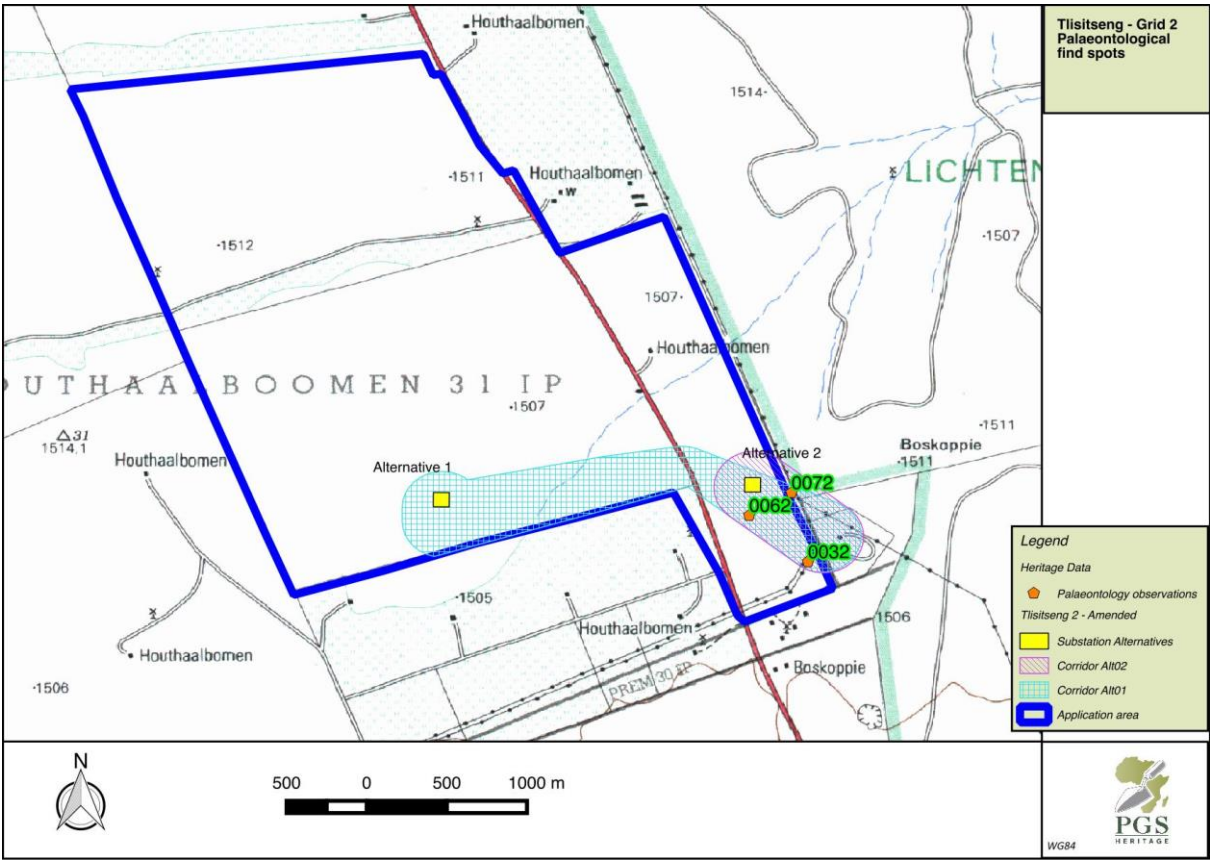 Tlisitseng - Grid 2
Palaeontological
find spots
Houthaalbomen
1514
LICHTEN
Houthaalbomen
W
1511
1512
1507
1507
Houthaalbomen
OUTHAALBOOMEN 31 IP
1507
31
1514.1
Houthaalbomen
Alternative 1
Alternative 2
1511
Boskoppie
1511
0072
0062
0032
1505
Houthaalbomen
1506
Houthaalbomen
Boskoppie
PREM 30 IP
1506
Legend
Heritage Data
Palaeontology observations
Tlisitseng 2 - Amended
Substation Alternatives
Corridor Alt02
Corridor Alt01
Application area
N
500 0 500 1000 m
PGS
HERITAGE
WG84